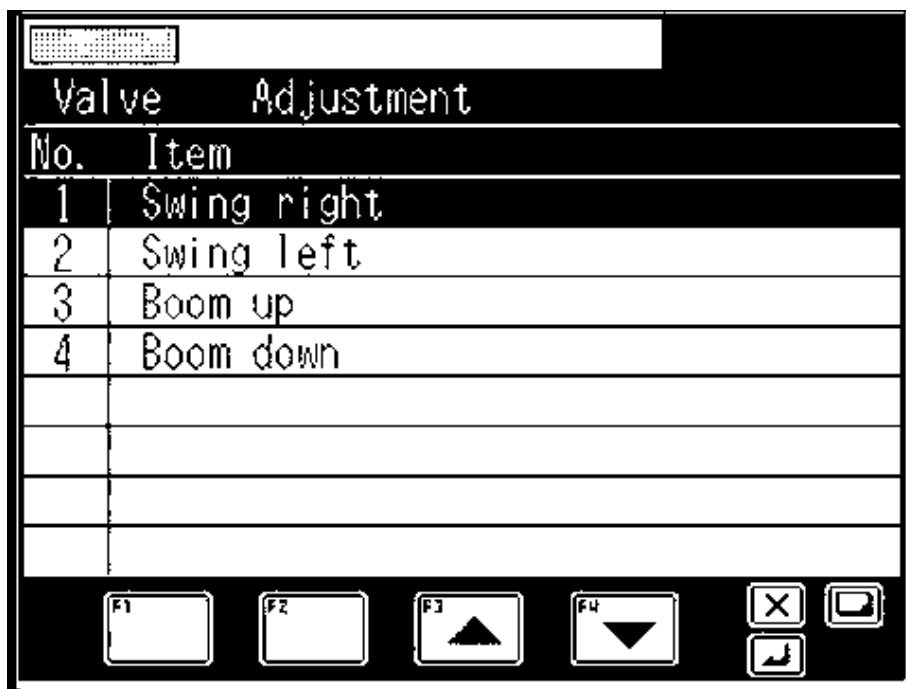 Valve Adjustment
No. Item
1 Swing right
2 Swing left
3 Boom up
4 Boom down
F1 F2 F3 F4